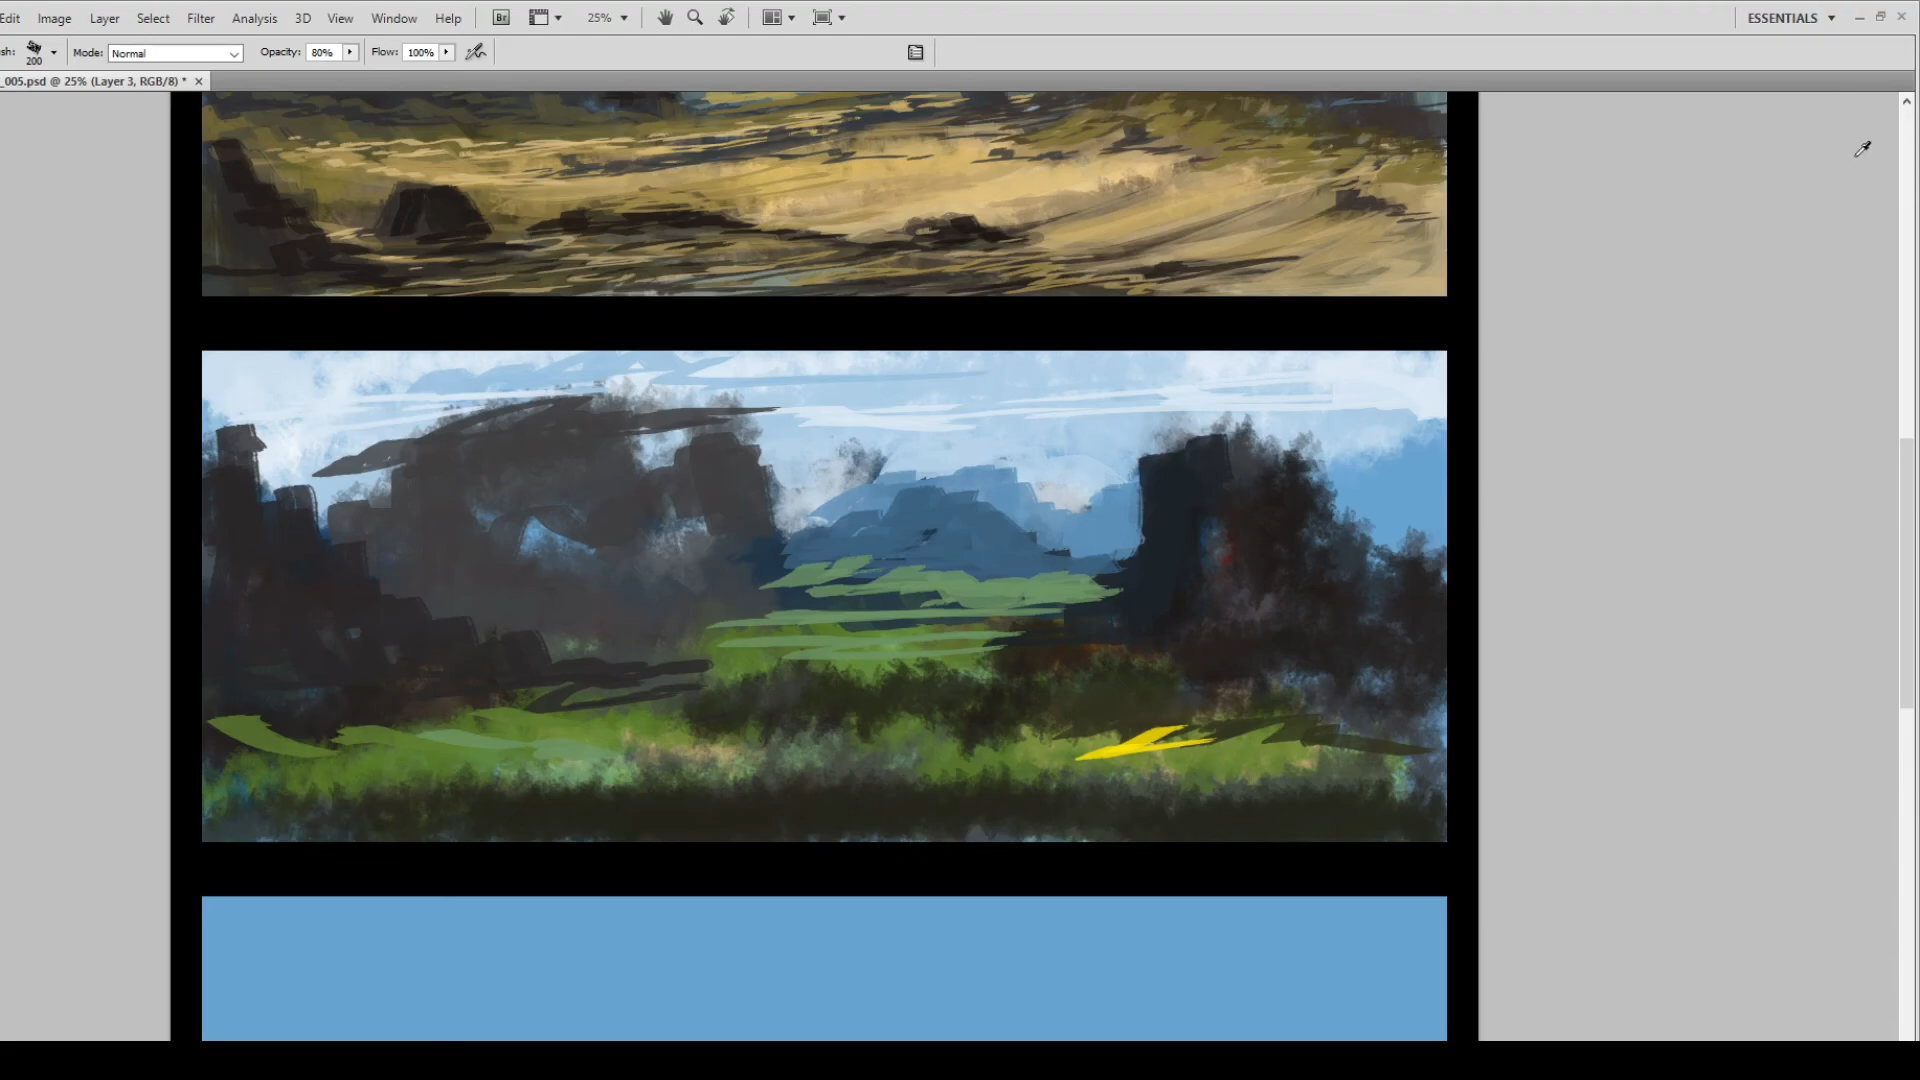 Edit Image Layer Select Filter Analysis 3D View Window Help Br 25% ESSENTIALS
sh: 200 Mode: Normal Opacity: 80% Flow: 100%
_005.psd @ 25% (Layer 3, RGB/8) *